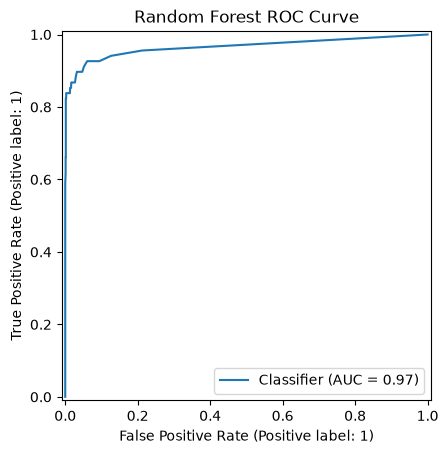 Random Forest ROC Curve
1.0
0.8
0.6
0.4
0.2
0.0
True Positive Rate (Positive label: 1)
Classifier (AUC = 0.97)
0.0 0.2 0.4 0.6 0.8 1.0
False Positive Rate (Positive label: 1)